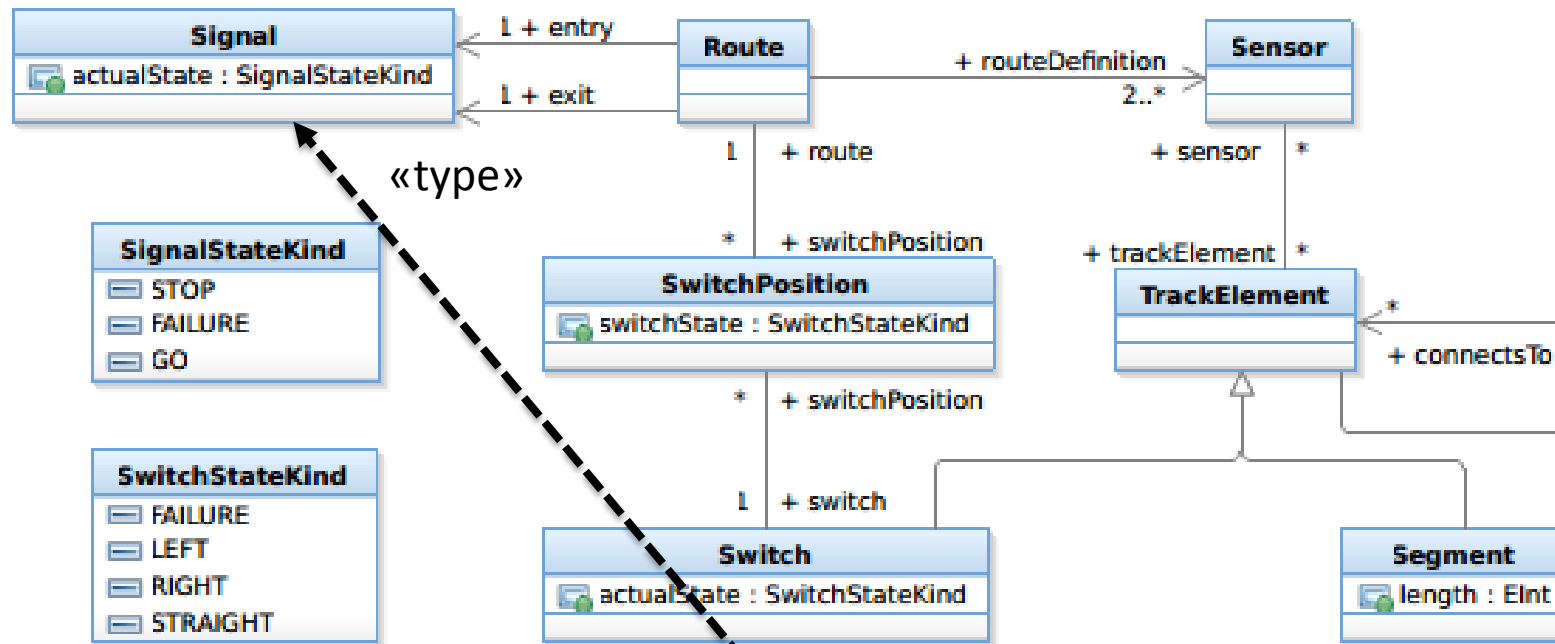 Signal
actualState : SignalStateKind
1 + entry
1 + exit
Route
+ routeDefinition
2..*
Sensor
«type»
1 + route
+ sensor *
SignalStateKind
STOP
FAILURE
GO
* + switchPosition
SwitchPosition
switchState : SwitchStateKind
+ trackElement *
TrackElement
*
+ connectsTo
* + switchPosition
SwitchStateKind
FAILURE
LEFT
RIGHT
STRAIGHT
1 + switch
Switch
actualState : SwitchStateKind
Segment
length : EInt